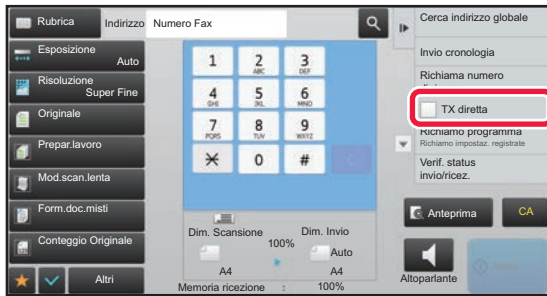 Rubrica
Indirizzo
Numero Fax
Cerca indirizzo globale
Esposizione
Auto
Invio cronologia
Risoluzione
Super Fine
Richiama numero
TX diretta
Originale
Richiamo programma
Richiamo impostaz. registrate
Prepar.lavoro
Verif. status
invio/ricez.
Mod.scan.lenta
Form.doc.misti
Conteggio Originale
Altri
1
2 ABC
3 DEF
4 GHI
5 JKL
6 MNO
7 PQRS
8 TUV
9 WXYZ
0
#
C
Dim. Scansione
Dim. Invio
100%
Auto
A4
A4
Memoria ricezione : 100%
Anteprima
CA
Altoparlante